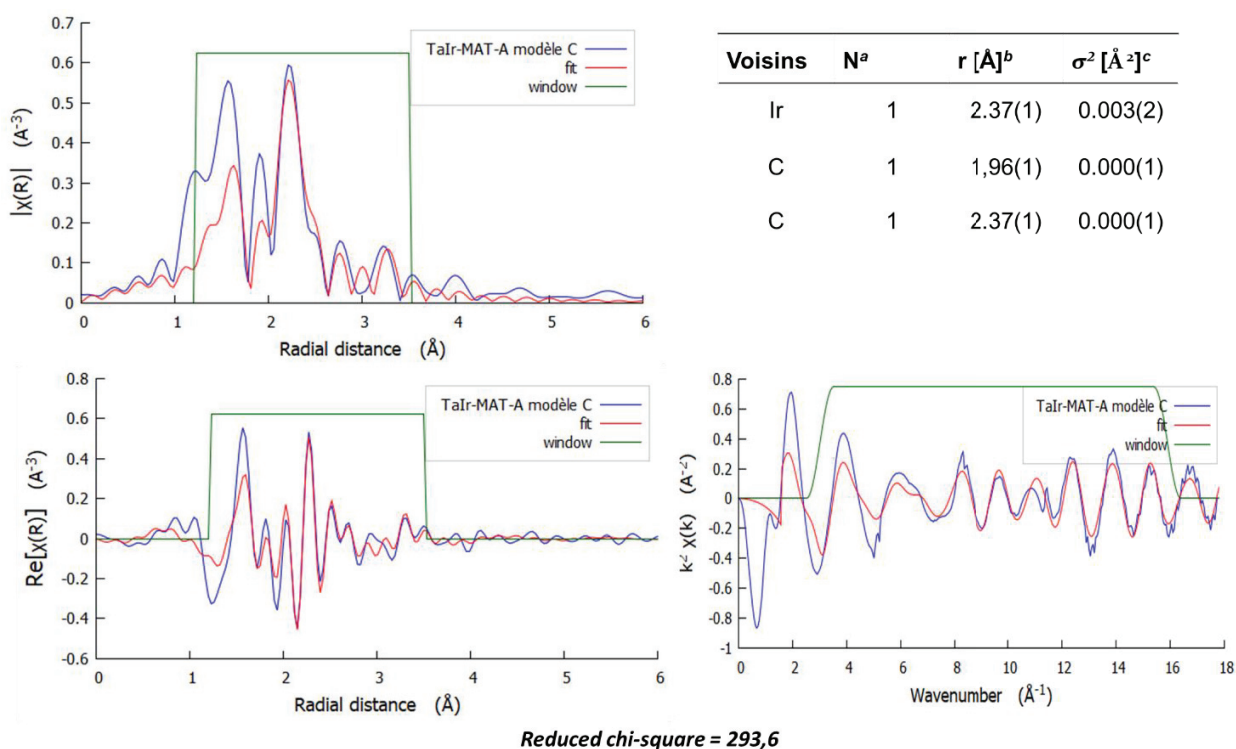 0.7
0.6
0.5
0.4
0.3
0.2
0.1
0
|χ(R)| (A⁻³)
TaIr-MAT-A modèle C
fit
window
0 1 2 3 4 5 6
Radial distance (Å)
Voisins Nᵃ r [Å]ᵇ σ² [Å²]ᶜ
Ir 1 2.37(1) 0.003(2)
C 1 1,96(1) 0.000(1)
C 1 2.37(1) 0.000(1)
0.8
0.6
0.4
0.2
0
-0.2
-0.4
-0.6
Re[χ(R)] (A⁻³)
TaIr-MAT-A modèle C
fit
window
0 1 2 3 4 5 6
Radial distance (Å)
0.8
0.6
0.4
0.2
0
-0.2
-0.4
-0.6
-0.8
-1
k² χ(k) (A⁻²)
TaIr-MAT-A modèle C
fit
window
0 2 4 6 8 10 12 14 16 18
Wavenumber (Å⁻¹)
Reduced chi-square = 293,6